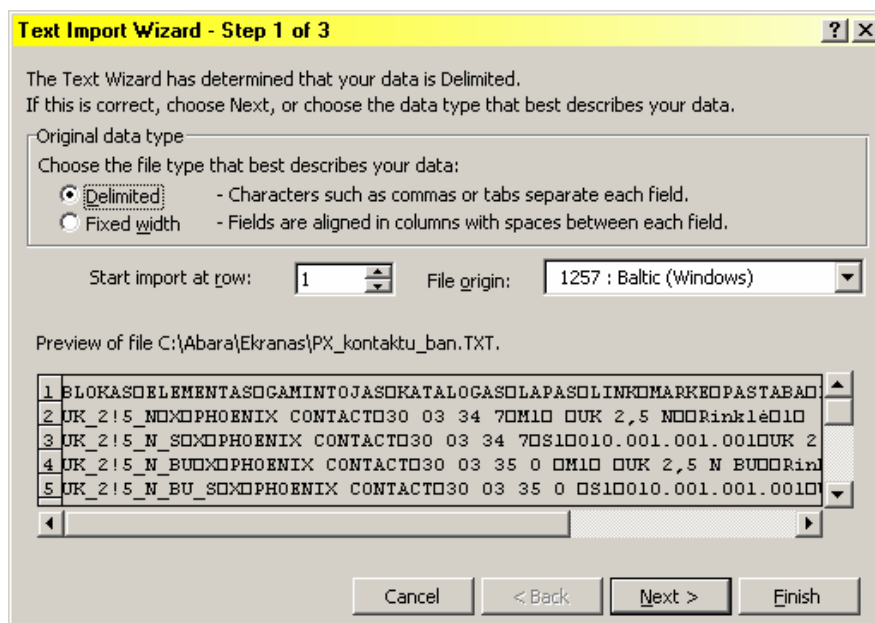 Text Import Wizard - Step 1 of 3
The Text Wizard has determined that your data is Delimited.
If this is correct, choose Next, or choose the data type that best describes your data.
Original data type
Choose the file type that best describes your data:
Delimited - Characters such as commas or tabs separate each field.
Fixed width - Fields are aligned in columns with spaces between each field.
Start import at row: 1 File origin: 1257 : Baltic (Windows)
Preview of file C:\Abara\Ekranas\PX_kontaktu_ban.TXT.
1 BLOKAS□ELEMENTAS□GAMINTOJAS□KATALOGAS□LAPAS□LINK□MARKE□PASTABA□
2 UK_2!5_N□X□PHOENIX CONTACT□30 03 34 7□M1□ □UK 2,5 N□□Rinklė□1□
3 UK_2!5_N_S□X□PHOENIX CONTACT□30 03 34 7□S1□010.001.001.001□UK 2
4 UK_2!5_N_BU□X□PHOENIX CONTACT□30 03 35 0 □M1□ □UK 2,5 N BU□□Rin
5 UK_2!5_N_BU_S□X□PHOENIX CONTACT□30 03 35 0 □S1□010.001.001.001□
Cancel < Back Next > Finish